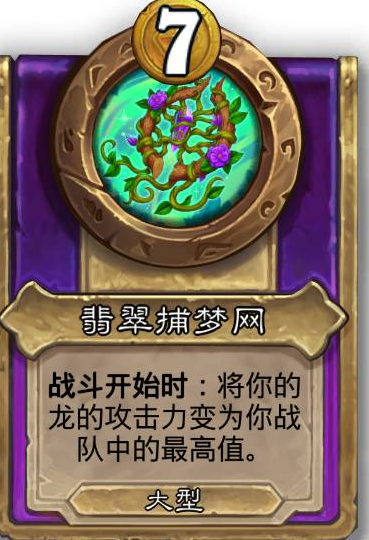 7
翡翠捕梦网
战斗开始时：将你的
龙的攻击力变为你战
队中的最高值。
大型